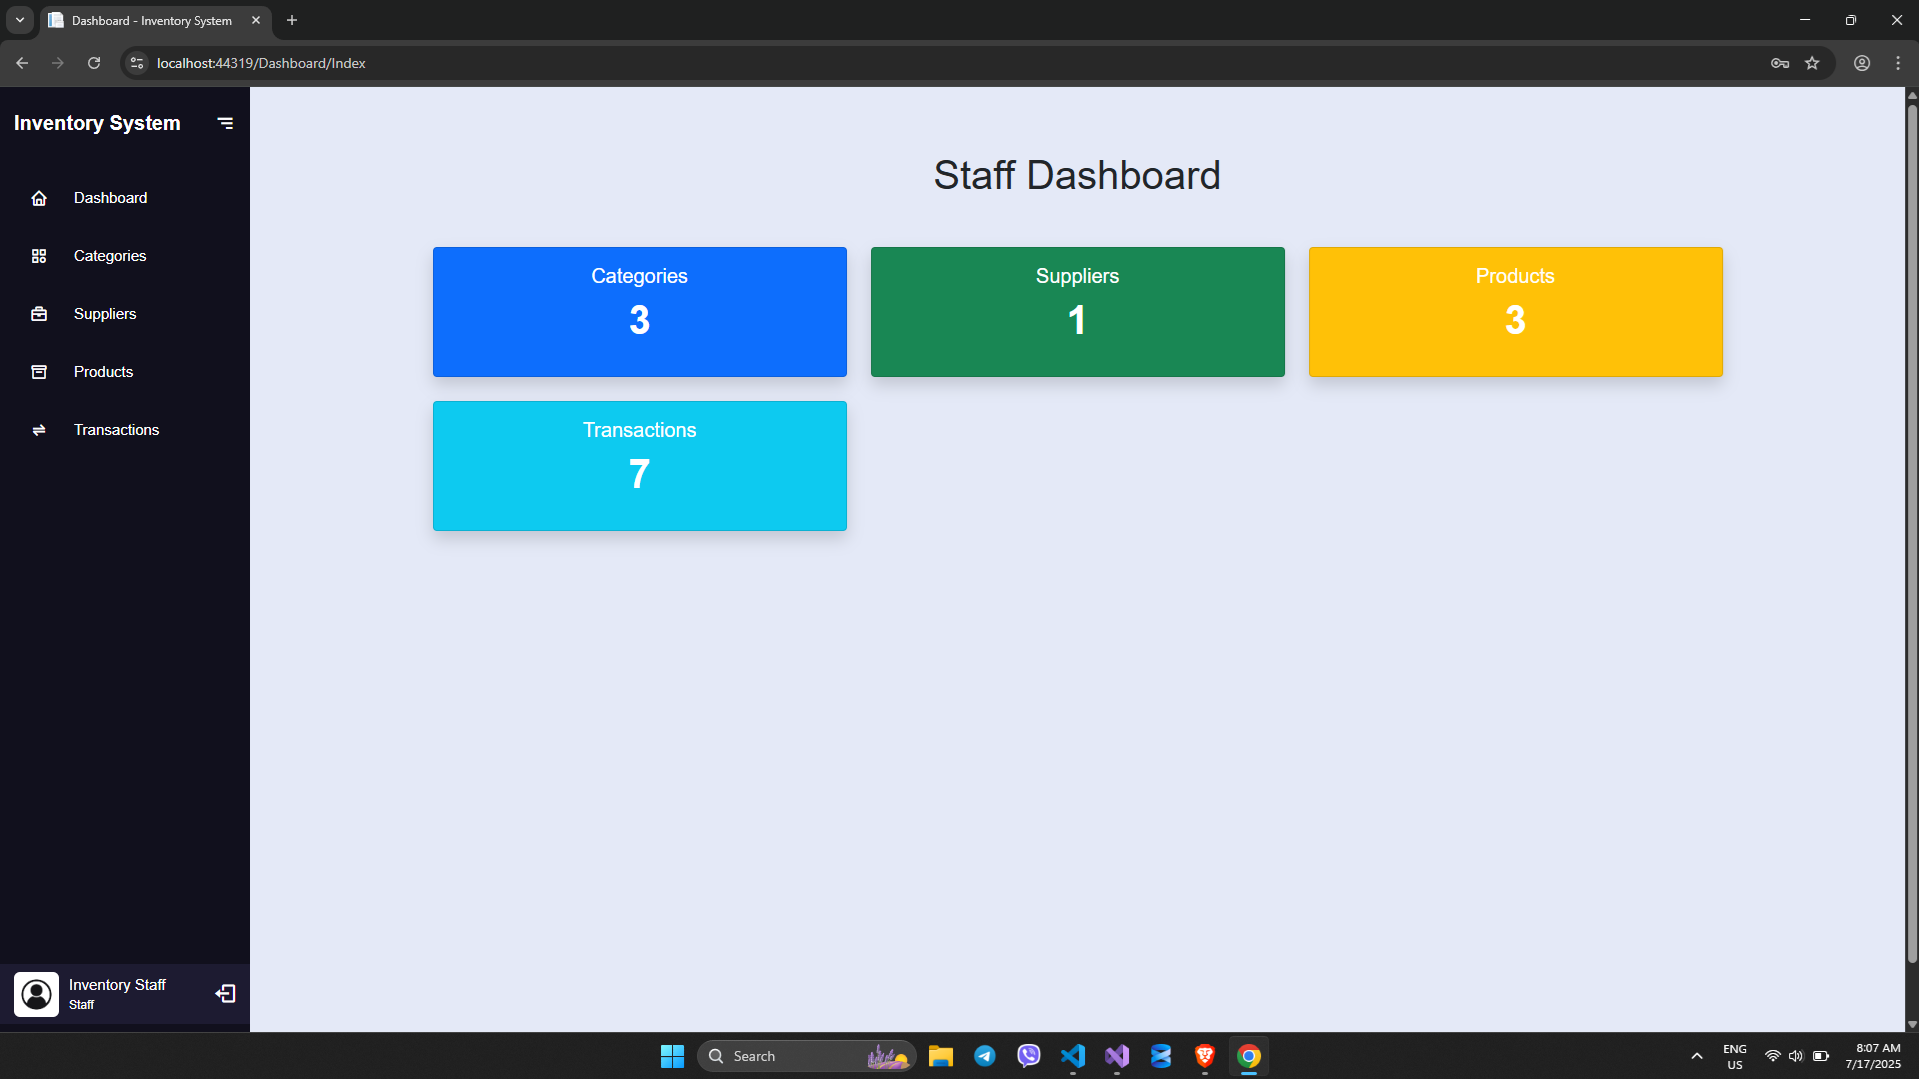 Dashboard - Inventory System
localhost:44319/Dashboard/Index
Inventory System
Dashboard
Categories
Suppliers
Products
Transactions
Inventory Staff
Staff
Staff Dashboard
Categories
3
Suppliers
1
Products
3
Transactions
7
Search
ENG
US
8:07 AM
7/17/2025